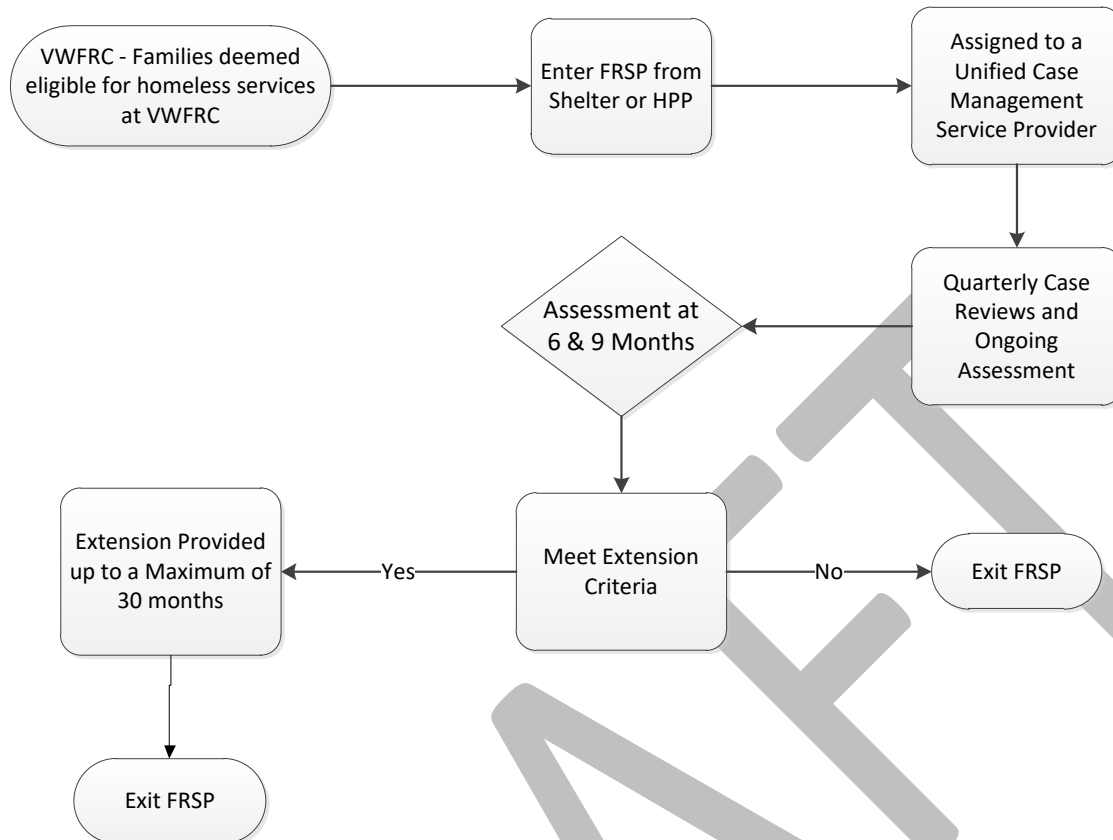 VWFRC - Families deemed
eligible for homeless services
at VWFRC
Enter FRSP from
Shelter or HPP
Assigned to a
Unified Case
Management
Service Provider
Quarterly Case
Reviews and
Ongoing
Assessment
Assessment at
6 & 9 Months
Meet Extension
Criteria
Yes
No
Extension Provided
up to a Maximum of
30 months
Exit FRSP
Exit FRSP